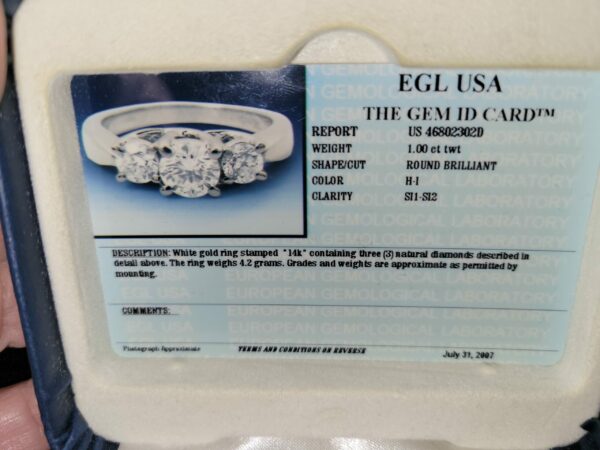 EGL USA
THE GEM ID CARD™
REPORT US 46802302D
WEIGHT 1.00 ct twt
SHAPE/CUT ROUND BRILLIANT
COLOR H-I
CLARITY SI1-SI2
DESCRIPTION: White gold ring stamped "14k" containing three (3) natural diamonds described in
detail above. The ring weighs 4.2 grams. Grades and weights are approximate as permitted by
mounting.
COMMENTS:
EUROPEAN GEMOLOGICAL LABORATORY
Photograph Approximate TERMS AND CONDITIONS ON REVERSE July 31, 2007